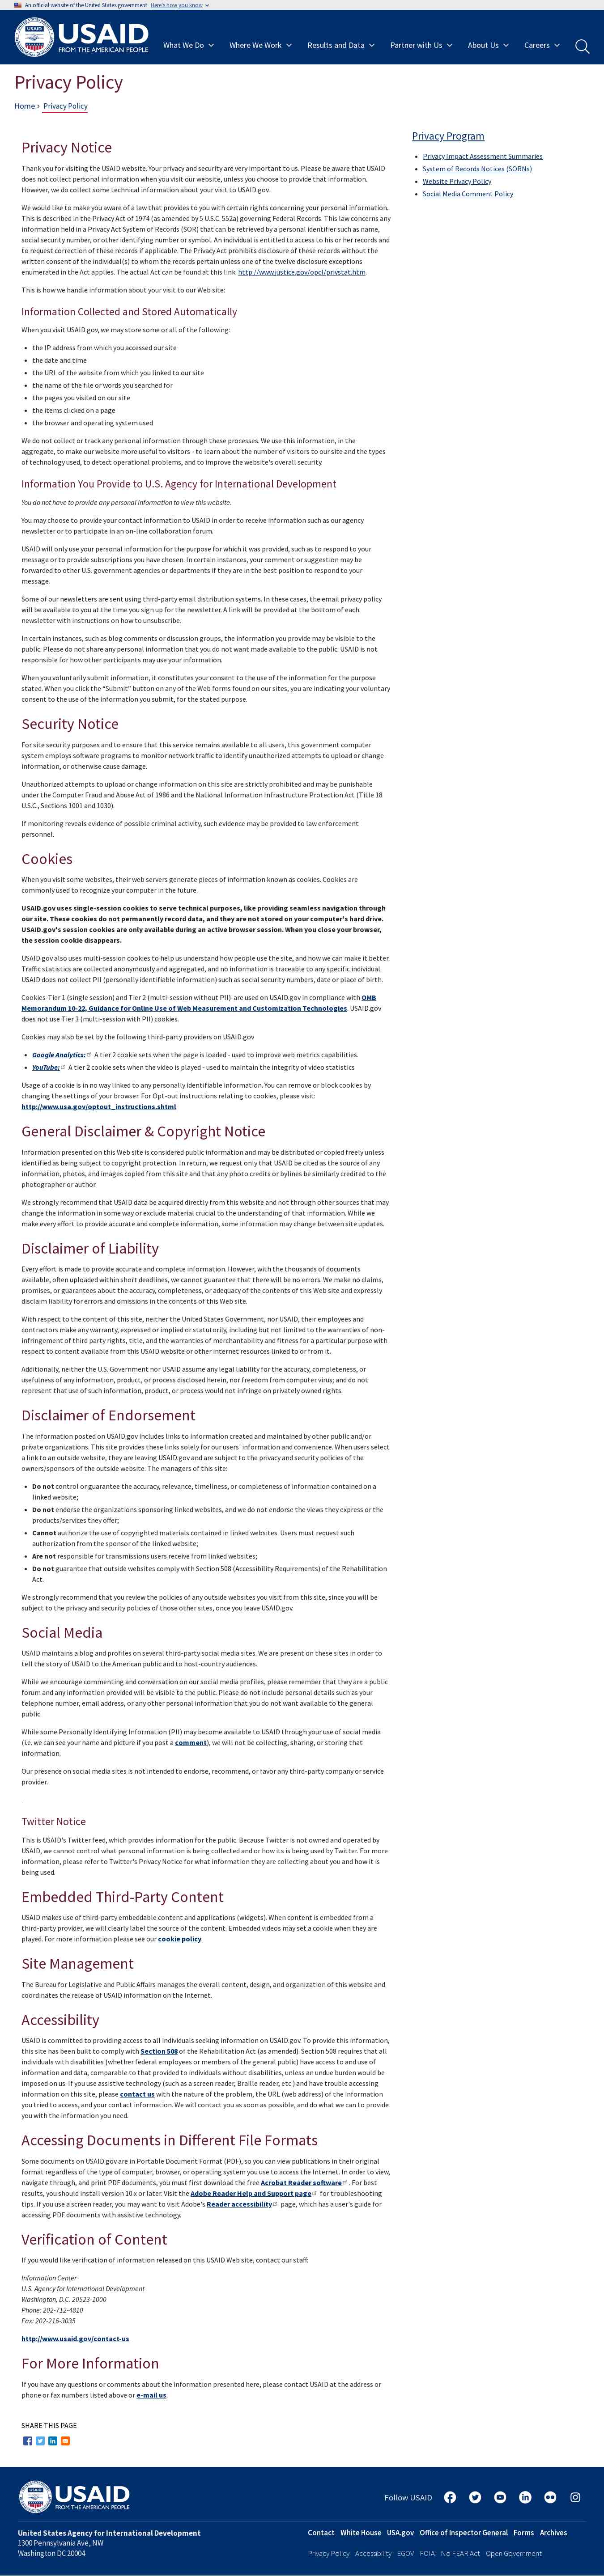 An official website of the United States government Here's how you know
USAID
FROM THE AMERICAN PEOPLE
What We Do
Where We Work
Results and Data
Partner with Us
About Us
Careers
Privacy Policy
Home › Privacy Policy
Privacy Notice
Thank you for visiting the USAID website. Your privacy and security are very important to us. Please be aware that USAID
does not collect personal information when you visit our website, unless you choose to provide that information.
However, we do collect some technical information about your visit to USAID.gov.
We would like to make you aware of a law that provides to you with certain rights concerning your personal information.
This is described in the Privacy Act of 1974 (as amended by 5 U.S.C. 552a) governing Federal Records. This law concerns any
information held in a Privacy Act System of Records (SOR) that can be retrieved by a personal identifier such as name,
social security number, or other identifying number or symbol. An individual is entitled to access to his or her records and
to request correction of these records if applicable. The Privacy Act prohibits disclosure of these records without the
written consent of the individual(s) to whom the records pertain unless one of the twelve disclosure exceptions
enumerated in the Act applies. The actual Act can be found at this link: http://www.justice.gov/opcl/privstat.htm.
This is how we handle information about your visit to our Web site:
Information Collected and Stored Automatically
When you visit USAID.gov, we may store some or all of the following:
• the IP address from which you accessed our site
• the date and time
• the URL of the website from which you linked to our site
• the name of the file or words you searched for
• the pages you visited on our site
• the items clicked on a page
• the browser and operating system used
We do not collect or track any personal information through these processes. We use this information, in the
aggregate, to make our website more useful to visitors - to learn about the number of visitors to our site and the types
of technology used, to detect operational problems, and to improve the website's overall security.
Information You Provide to U.S. Agency for International Development
You do not have to provide any personal information to view this website.
You may choose to provide your contact information to USAID in order to receive information such as our agency
newsletter or to participate in an on-line collaboration forum.
USAID will only use your personal information for the purpose for which it was provided, such as to respond to your
message or to provide subscriptions you have chosen. In certain instances, your comment or suggestion may be
forwarded to other U.S. government agencies or departments if they are in the best position to respond to your
message.
Some of our newsletters are sent using third-party email distribution systems. In these cases, the email privacy policy
will be available to you at the time you sign up for the newsletter. A link will be provided at the bottom of each
newsletter with instructions on how to unsubscribe.
In certain instances, such as blog comments or discussion groups, the information you provide may be visible to the
public. Please do not share any personal information that you do not want made available to the public. USAID is not
responsible for how other participants may use your information.
When you voluntarily submit information, it constitutes your consent to the use of the information for the purpose
stated. When you click the “Submit” button on any of the Web forms found on our sites, you are indicating your voluntary
consent to the use of the information you submit, for the stated purpose.
Security Notice
For site security purposes and to ensure that this service remains available to all users, this government computer
system employs software programs to monitor network traffic to identify unauthorized attempts to upload or change
information, or otherwise cause damage.
Unauthorized attempts to upload or change information on this site are strictly prohibited and may be punishable
under the Computer Fraud and Abuse Act of 1986 and the National Information Infrastructure Protection Act (Title 18
U.S.C., Sections 1001 and 1030).
If monitoring reveals evidence of possible criminal activity, such evidence may be provided to law enforcement
personnel.
Cookies
When you visit some websites, their web servers generate pieces of information known as cookies. Cookies are
commonly used to recognize your computer in the future.
USAID.gov uses single-session cookies to serve technical purposes, like providing seamless navigation through
our site. These cookies do not permanently record data, and they are not stored on your computer's hard drive.
USAID.gov's session cookies are only available during an active browser session. When you close your browser,
the session cookie disappears.
USAID.gov also uses multi-session cookies to help us understand how people use the site, and how we can make it better.
Traffic statistics are collected anonymously and aggregated, and no information is traceable to any specific individual.
USAID does not collect PII (personally identifiable information) such as social security numbers, date or place of birth.
Cookies-Tier 1 (single session) and Tier 2 (multi-session without PII)-are used on USAID.gov in compliance with OMB
Memorandum 10-22, Guidance for Online Use of Web Measurement and Customization Technologies. USAID.gov
does not use Tier 3 (multi-session with PII) cookies.
Cookies may also be set by the following third-party providers on USAID.gov
• Google Analytics: A tier 2 cookie sets when the page is loaded - used to improve web metrics capabilities.
• YouTube: A tier 2 cookie sets when the video is played - used to maintain the integrity of video statistics
Usage of a cookie is in no way linked to any personally identifiable information. You can remove or block cookies by
changing the settings of your browser. For Opt-out instructions relating to cookies, please visit:
http://www.usa.gov/optout_instructions.shtml.
General Disclaimer & Copyright Notice
Information presented on this Web site is considered public information and may be distributed or copied freely unless
identified as being subject to copyright protection. In return, we request only that USAID be cited as the source of any
information, photos, and images copied from this site and that any photo credits or bylines be similarly credited to the
photographer or author.
We strongly recommend that USAID data be acquired directly from this website and not through other sources that may
change the information in some way or exclude material crucial to the understanding of that information. While we
make every effort to provide accurate and complete information, some information may change between site updates.
Disclaimer of Liability
Every effort is made to provide accurate and complete information. However, with the thousands of documents
available, often uploaded within short deadlines, we cannot guarantee that there will be no errors. We make no claims,
promises, or guarantees about the accuracy, completeness, or adequacy of the contents of this Web site and expressly
disclaim liability for errors and omissions in the contents of this Web site.
With respect to the content of this site, neither the United States Government, nor USAID, their employees and
contractors make any warranty, expressed or implied or statutorily, including but not limited to the warranties of non-
infringement of third party rights, title, and the warranties of merchantability and fitness for a particular purpose with
respect to content available from this USAID website or other internet resources linked to or from it.
Additionally, neither the U.S. Government nor USAID assume any legal liability for the accuracy, completeness, or
usefulness of any information, product, or process disclosed herein, nor freedom from computer virus; and do not
represent that use of such information, product, or process would not infringe on privately owned rights.
Disclaimer of Endorsement
The information posted on USAID.gov includes links to information created and maintained by other public and/or
private organizations. This site provides these links solely for our users' information and convenience. When users select
a link to an outside website, they are leaving USAID.gov and are subject to the privacy and security policies of the
owners/sponsors of the outside website. The manages of this site:
• Do not control or guarantee the accuracy, relevance, timeliness, or completeness of information contained on a
linked website;
• Do not endorse the organizations sponsoring linked websites, and we do not endorse the views they express or the
products/services they offer;
• Cannot authorize the use of copyrighted materials contained in linked websites. Users must request such
authorization from the sponsor of the linked website;
• Are not responsible for transmissions users receive from linked websites;
• Do not guarantee that outside websites comply with Section 508 (Accessibility Requirements) of the Rehabilitation
Act.
We strongly recommend that you review the policies of any outside websites you visit from this site, since you will be
subject to the privacy and security policies of those other sites, once you leave USAID.gov.
Social Media
USAID maintains a blog and profiles on several third-party social media sites. We are present on these sites in order to
tell the story of USAID to the American public and to host-country audiences.
While we encourage commenting and conversation on our social media profiles, please remember that they are a public
forum and any information provided will be visible to the public. Please do not include personal details such as your
telephone number, email address, or any other personal information that you do not want available to the general
public.
While some Personally Identifying Information (PII) may become available to USAID through your use of social media
(i.e. we can see your name and picture if you post a comment), we will not be collecting, sharing, or storing that
information.
Our presence on social media sites is not intended to endorse, recommend, or favor any third-party company or service
provider.
.
Twitter Notice
This is USAID's Twitter feed, which provides information for the public. Because Twitter is not owned and operated by
USAID, we cannot control what personal information is being collected and or how its is being used by Twitter. For more
information, please refer to Twitter's Privacy Notice for what information they are collecting about you and how it is
being used.
Embedded Third-Party Content
USAID makes use of third-party embeddable content and applications (widgets). When content is embedded from a
third-party provider, we will clearly label the source of the content. Embedded videos may set a cookie when they are
played. For more information please see our cookie policy.
Site Management
The Bureau for Legislative and Public Affairs manages the overall content, design, and organization of this website and
coordinates the release of USAID information on the Internet.
Accessibility
USAID is committed to providing access to all individuals seeking information on USAID.gov. To provide this information,
this site has been built to comply with Section 508 of the Rehabilitation Act (as amended). Section 508 requires that all
individuals with disabilities (whether federal employees or members of the general public) have access to and use of
information and data, comparable to that provided to individuals without disabilities, unless an undue burden would be
imposed on us. If you use assistive technology (such as a screen reader, Braille reader, etc.) and have trouble accessing
information on this site, please contact us with the nature of the problem, the URL (web address) of the information
you tried to access, and your contact information. We will contact you as soon as possible, and do what we can to provide
you with the information you need.
Accessing Documents in Different File Formats
Some documents on USAID.gov are in Portable Document Format (PDF), so you can view publications in their original
format regardless of the type of computer, browser, or operating system you use to access the Internet. In order to view,
navigate through, and print PDF documents, you must first download the free Acrobat Reader software. For best
results, you should install version 10.x or later. Visit the Adobe Reader Help and Support page for troubleshooting
tips. If you use a screen reader, you may want to visit Adobe's Reader accessibility page, which has a user's guide for
accessing PDF documents with assistive technology.
Verification of Content
If you would like verification of information released on this USAID Web site, contact our staff:
Information Center
U.S. Agency for International Development
Washington, D.C. 20523-1000
Phone: 202-712-4810
Fax: 202-216-3035
http://www.usaid.gov/contact-us
For More Information
If you have any questions or comments about the information presented here, please contact USAID at the address or
phone or fax numbers listed above or e-mail us.
SHARE THIS PAGE
Privacy Program
• Privacy Impact Assessment Summaries
• System of Records Notices (SORNs)
• Website Privacy Policy
• Social Media Comment Policy
USAID
FROM THE AMERICAN PEOPLE
Follow USAID
United States Agency for International Development
1300 Pennsylvania Ave, NW
Washington DC 20004
Contact White House USA.gov Office of Inspector General Forms Archives
Privacy Policy Accessibility EGOV FOIA No FEAR Act Open Government